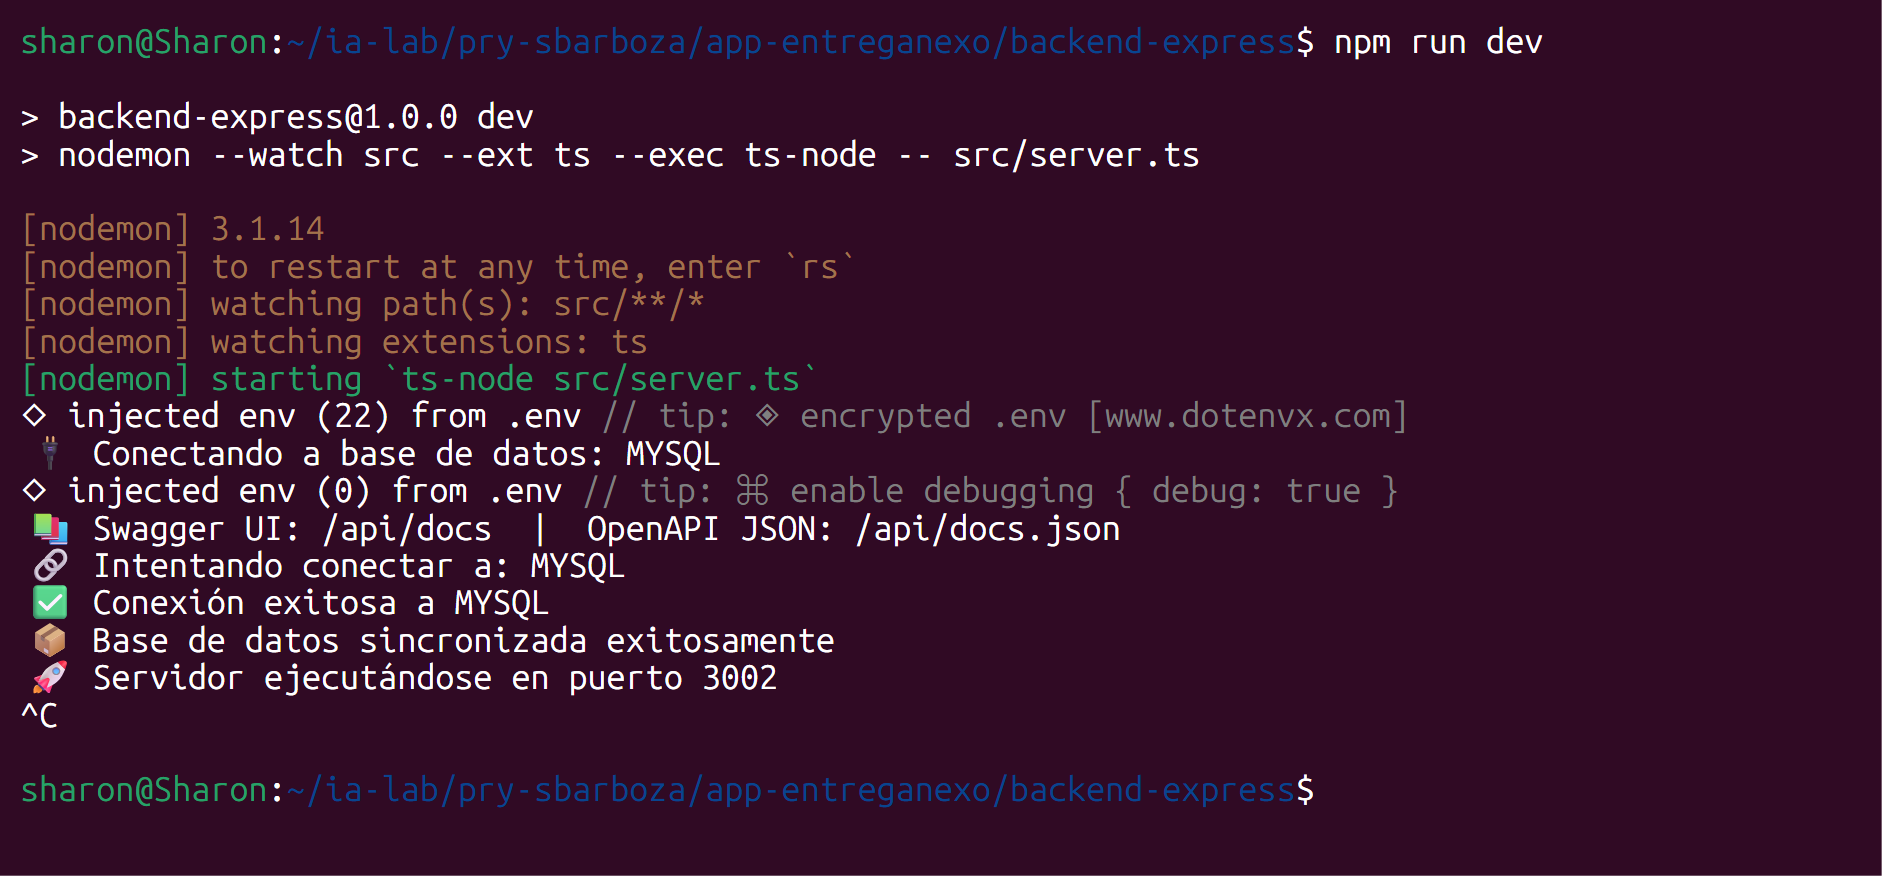 sharon@Sharon:~/ia-lab/pry-sbarboza/app-entreganexo/backend-express$ npm run dev
> backend-express@1.0.0 dev
> nodemon --watch src --ext ts --exec ts-node -- src/server.ts
[nodemon] 3.1.14
[nodemon] to restart at any time, enter `rs`
[nodemon] watching path(s): src/**/*
[nodemon] watching extensions: ts
[nodemon] starting `ts-node src/server.ts`
◇ injected env (22) from .env // tip: ◈ encrypted .env [www.dotenvx.com]
🔌 Conectando a base de datos: MYSQL
◇ injected env (0) from .env // tip: ⌘ enable debugging { debug: true }
📚 Swagger UI: /api/docs | OpenAPI JSON: /api/docs.json
🔗 Intentando conectar a: MYSQL
✅ Conexión exitosa a MYSQL
📦 Base de datos sincronizada exitosamente
🚀 Servidor ejecutándose en puerto 3002
^C
sharon@Sharon:~/ia-lab/pry-sbarboza/app-entreganexo/backend-express$